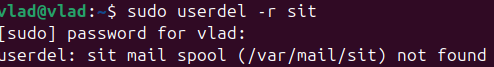 vlad@vlad:~$ sudo userdel -r sit
[sudo] password for vlad:
userdel: sit mail spool (/var/mail/sit) not found